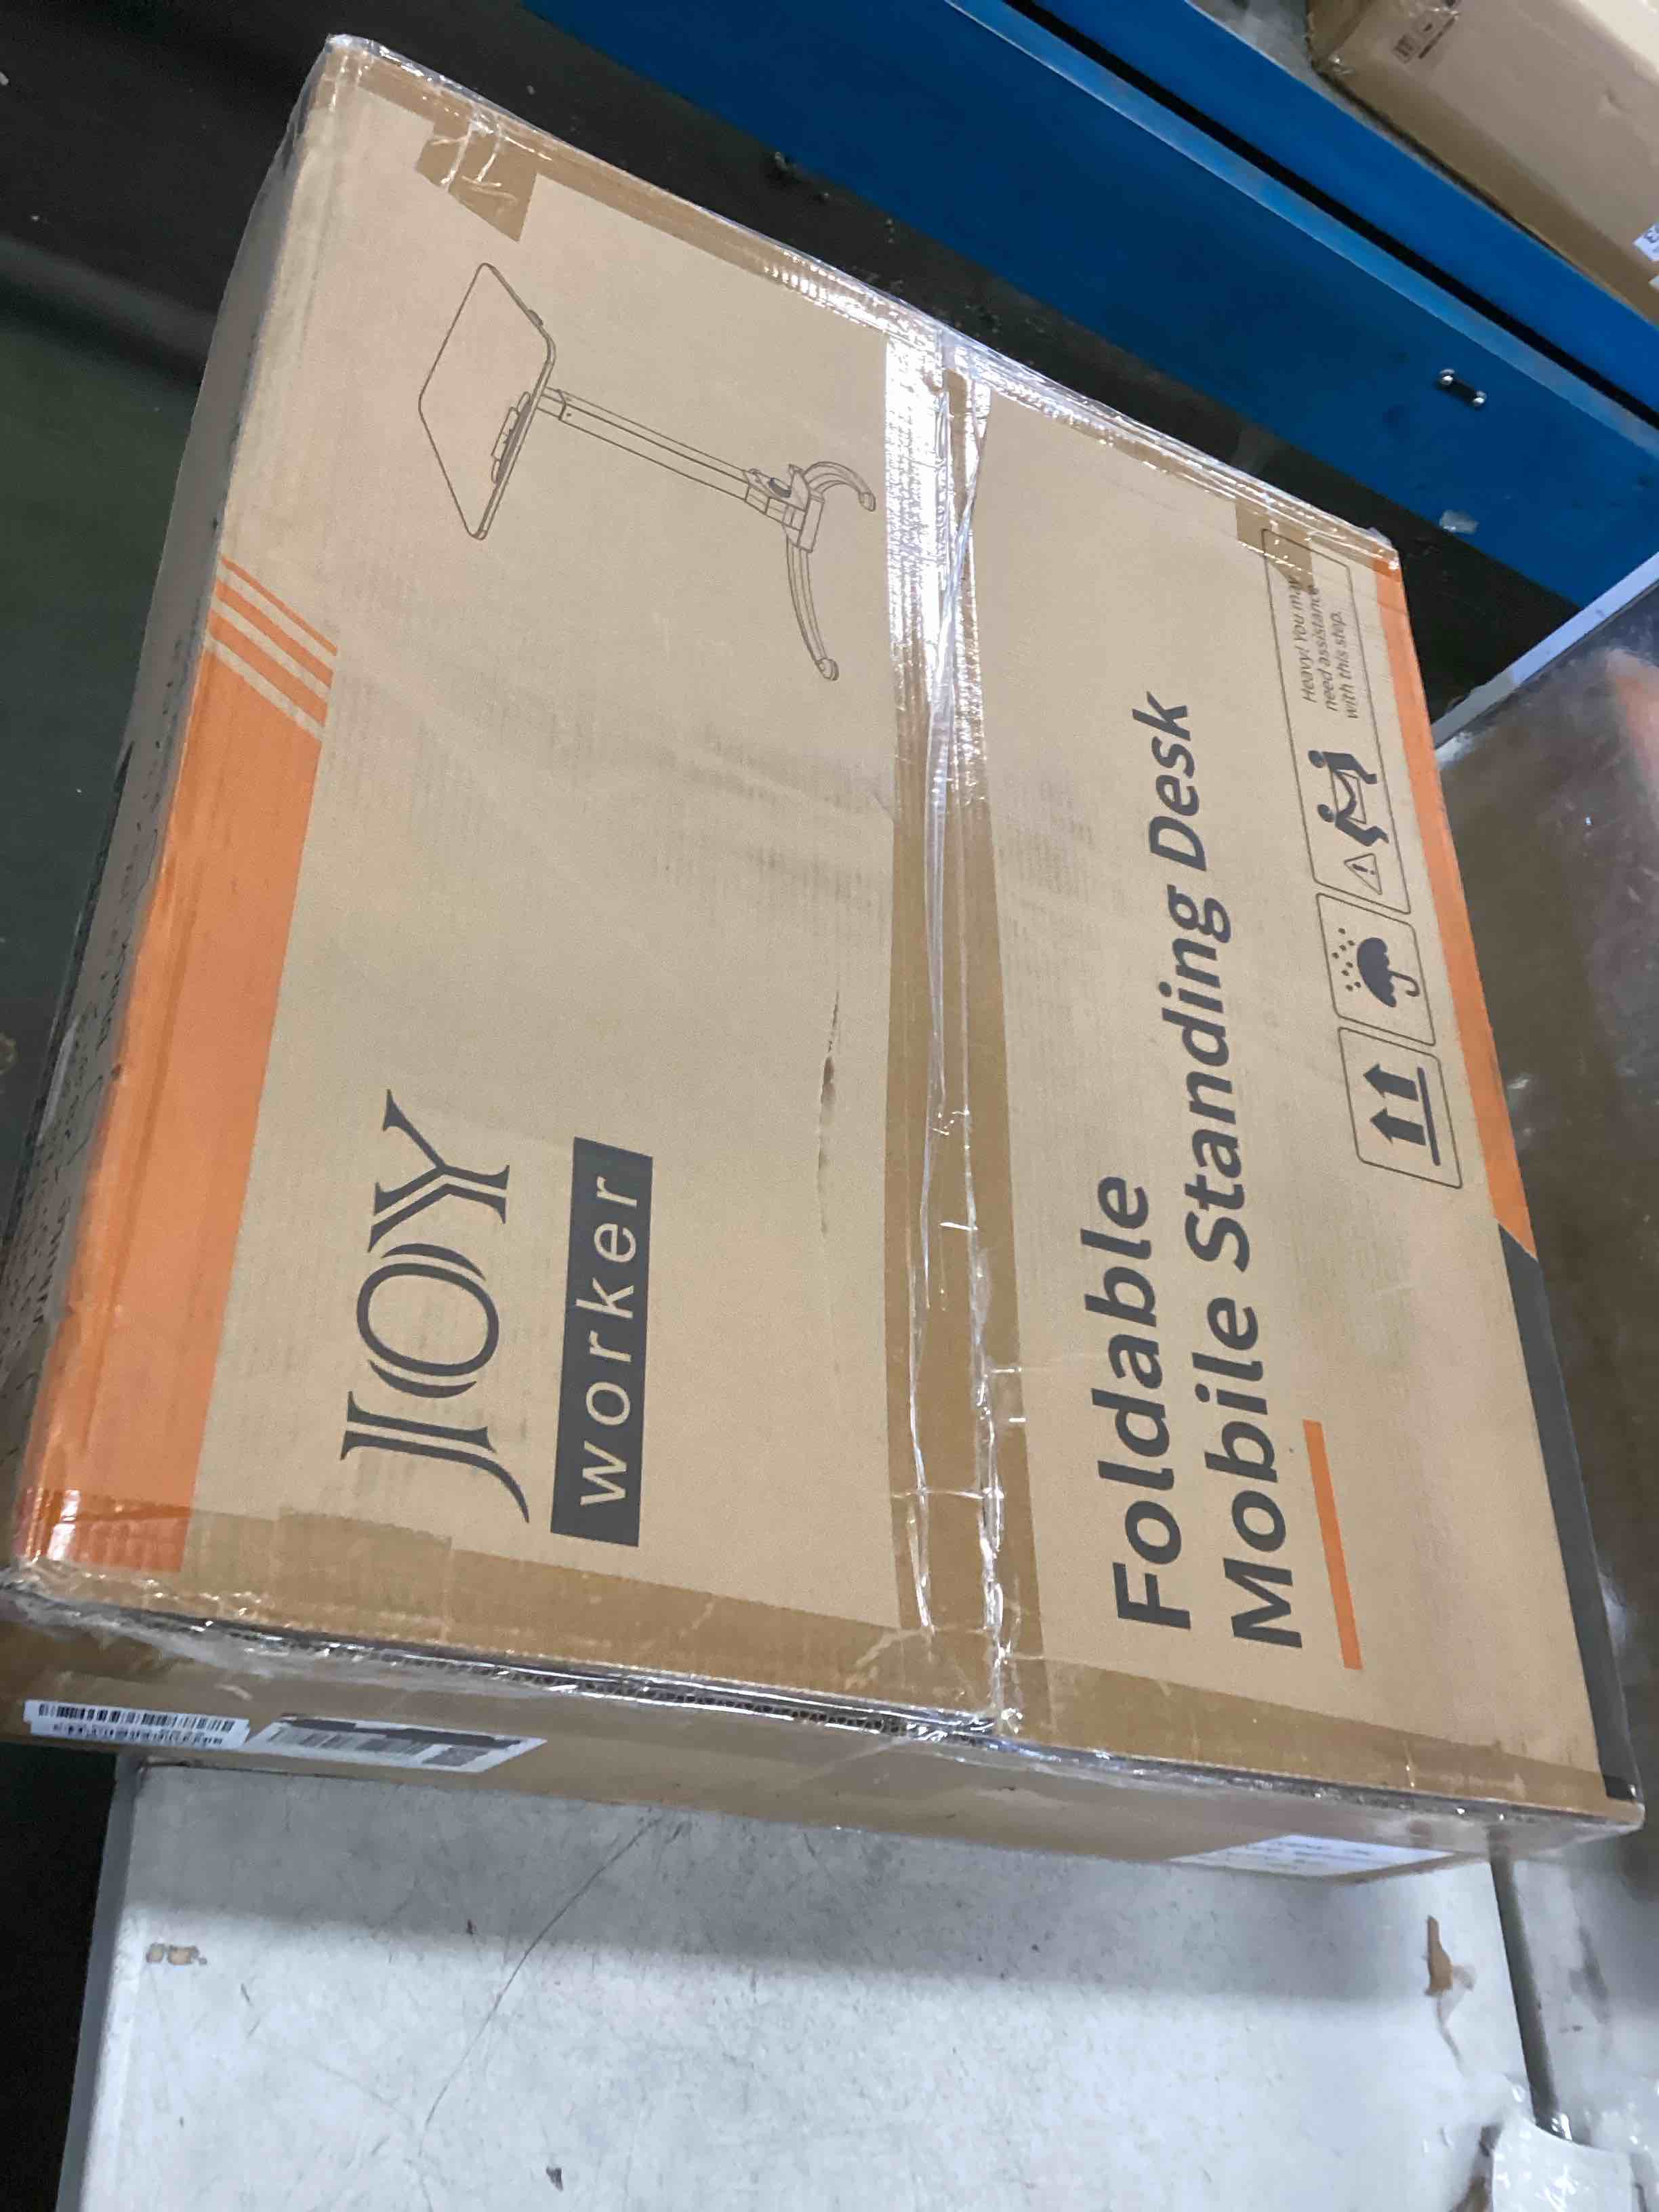 JOY
worker
Foldable
Mobile Standing Desk
Heavy! You may
need assistance
with this step.